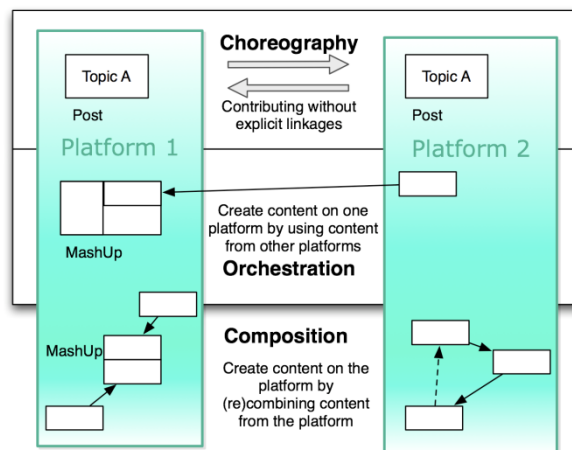 Choreography
Topic A
Topic A
Post
Contributing without
explicit linkages
Post
Platform 1
Platform 2
Create content on one
platform by using content
from other platforms
MashUp
Orchestration
Composition
MashUp
Create content on the
platform by
(re)combining content
from the platform